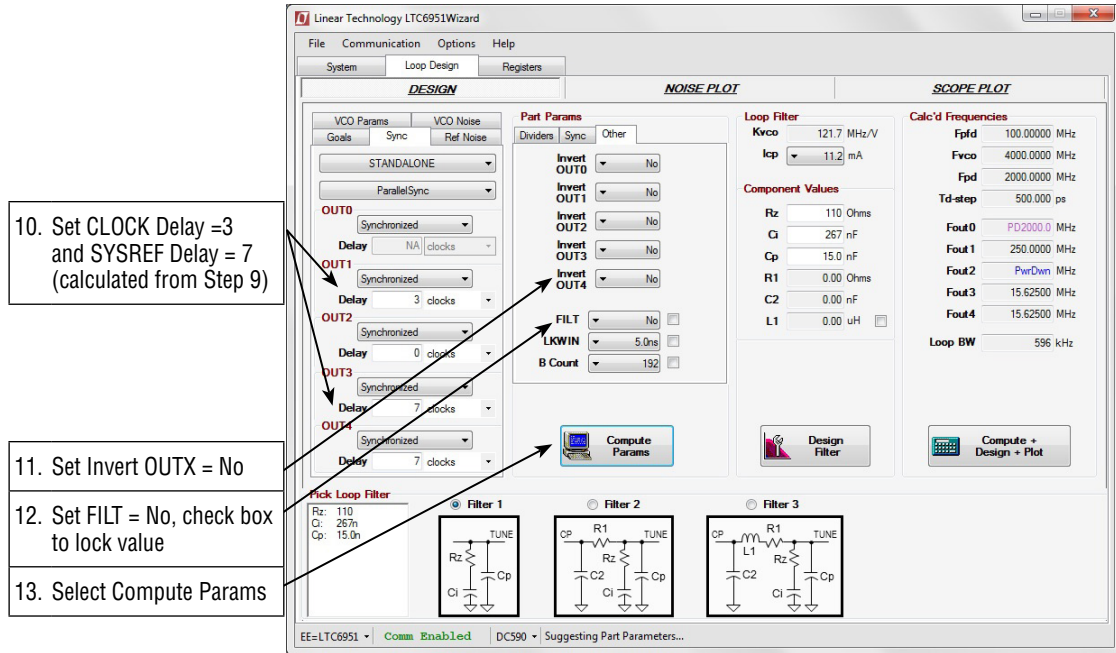 Linear Technology LTC6951Wizard
File Communication Options Help
System Loop Design Registers
DESIGN NOISE PLOT SCOPE PLOT
VCO Params VCO Noise
Goals Sync Ref Noise
STANDALONE
ParallelSync
OUT0
Synchronized
Delay NA clocks
OUT1
Synchronized
Delay 3 clocks
OUT2
Synchronized
Delay 0 clocks
OUT3
Synchronized
Delay 7 clocks
OUT4
Synchronized
Delay 7 clocks
Part Params
Dividers Sync Other
Invert OUT0 No
Invert OUT1 No
Invert OUT2 No
Invert OUT3 No
Invert OUT4 No
FILT No
LKWIN 5.0ns
B Count 192
Compute
Params
Loop Filter
Kvco 121.7 MHz/V
Icp 11.2 mA
Component Values
Rz 110 Ohms
Ci 267 nF
Cp 15.0 nF
R1 0.00 Ohms
C2 0.00 nF
L1 0.00 uH
Design
Filter
Calc'd Frequencies
Fpfd 100.00000 MHz
Fvco 4000.0000 MHz
Fpd 2000.0000 MHz
Td-step 500.000 ps
Fout0 PD2000.0 MHz
Fout1 250.0000 MHz
Fout2 PwrDwn MHz
Fout3 15.62500 MHz
Fout4 15.62500 MHz
Loop BW 596 kHz
Compute +
Design + Plot
10. Set CLOCK Delay =3
and SYSREF Delay = 7
(calculated from Step 9)
11. Set Invert OUTX = No
12. Set FILT = No, check box
to lock value
13. Select Compute Params
Pick Loop Filter
Rz: 110
Ci: 267n
Cp: 15.0n
Filter 1
TUNE
Rz
Cp
Ci
Filter 2
CP R1 TUNE
Rz
C2 Cp
Ci
Filter 3
CP R1 TUNE
L1 Rz
C2 Cp
Ci
EE=LTC6951 Comm Enabled DC590 Suggesting Part Parameters...